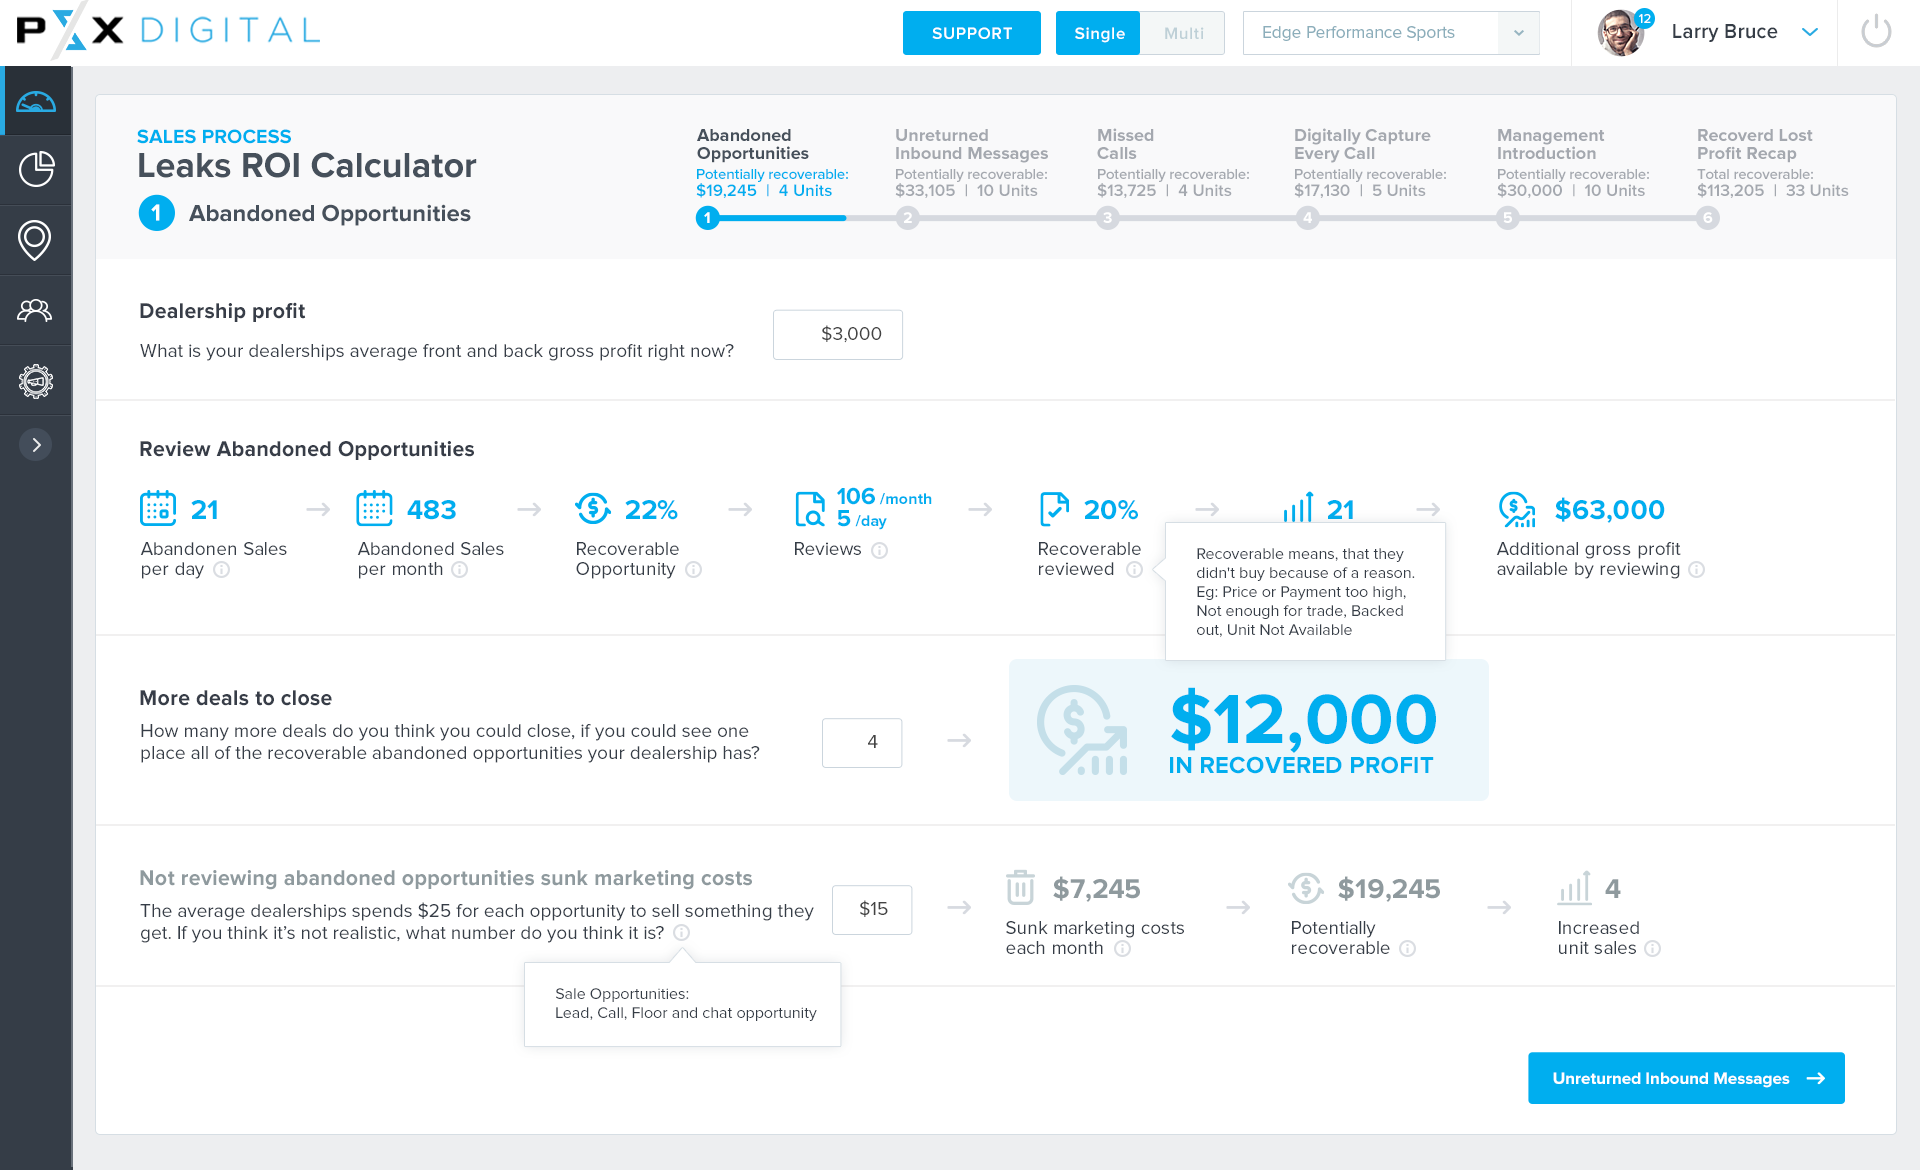 PXX DIGITAL
SUPPORT
Single
Multi
Edge Performance Sports
12
Larry Bruce
SALES PROCESS
Leaks ROI Calculator
1 Abandoned Opportunities
Abandoned
Opportunities
Potentially recoverable:
$19,245 | 4 Units
1
Unreturned
Inbound Messages
Potentially recoverable:
$33,105 | 10 Units
2
Missed
Calls
Potentially recoverable:
$13,725 | 4 Units
3
Digitally Capture
Every Call
Potentially recoverable:
$17,130 | 5 Units
4
Management
Introduction
Potentially recoverable:
$30,000 | 10 Units
5
Recoverd Lost
Profit Recap
Total recoverable:
$113,205 | 33 Units
6
Dealership profit
What is your dealerships average front and back gross profit right now?
$3,000
Review Abandoned Opportunities
21
Abandonen Sales
per day
483
Abandoned Sales
per month
22%
Recoverable
Opportunity
106 /month
5 /day
Reviews
20%
Recoverable
reviewed
21
Recoverable means, that they
didn't buy because of a reason.
Eg: Price or Payment too high,
Not enough for trade, Backed
out, Unit Not Available
$63,000
Additional gross profit
available by reviewing
More deals to close
How many more deals do you think you could close, if you could see one
place all of the recoverable abandoned opportunities your dealership has?
4
$12,000
IN RECOVERED PROFIT
Not reviewing abandoned opportunities sunk marketing costs
The average dealerships spends $25 for each opportunity to sell something they
get. If you think it's not realistic, what number do you think it is?
$15
Sale Opportunities:
Lead, Call, Floor and chat opportunity
$7,245
Sunk marketing costs
each month
$19,245
Potentially
recoverable
4
Increased
unit sales
Unreturned Inbound Messages